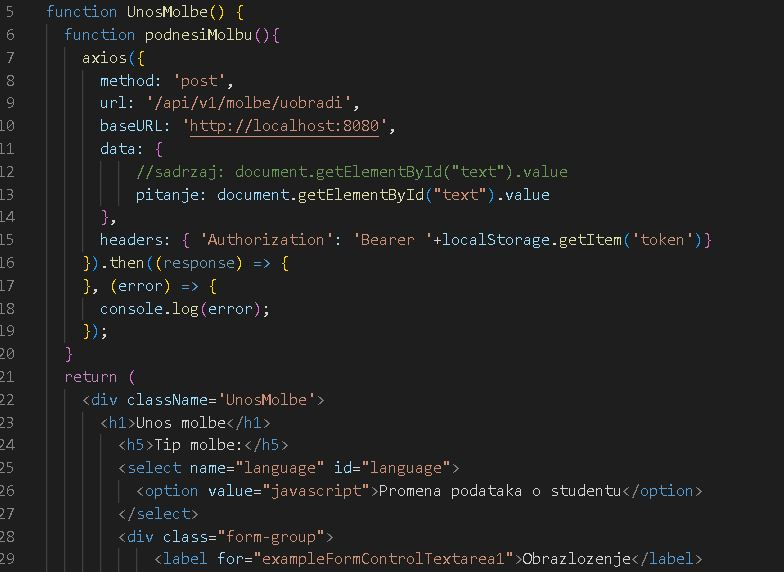 5 function UnosMolbe() {
6 function podnesiMolbu(){
7 axios({
8 method: 'post',
9 url: '/api/v1/molbe/uobradi',
10 baseURL: 'http://localhost:8080',
11 data: {
12 //sadrzaj: document.getElementById("text").value
13 pitanje: document.getElementById("text").value
14 },
15 headers: { 'Authorization': 'Bearer '+localStorage.getItem('token')}
16 }).then((response) => {
17 }, (error) => {
18 console.log(error);
19 });
20 }
21 return (
22 <div className='UnosMolbe'>
23 <h1>Unos molbe</h1>
24 <h5>Tip molbe:</h5>
25 <select name="language" id="language">
26 <option value="javascript">Promena podataka o studentu</option>
27 </select>
28 <div class="form-group">
29 <label for="exampleFormControlTextarea1">Obrazlozenje</label>